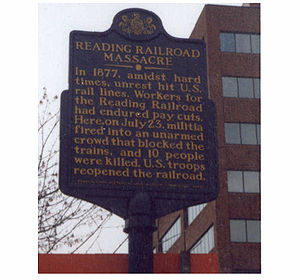 READING RAILROAD
MASSACRE
In 1877, amidst hard
times, unrest hit U.S.
rail lines. Workers for
the Reading Railroad
had endured pay cuts.
Here, on July 23, militia
fired into an unarmed
crowd that blocked the
trains, and 10 people
were killed. U.S. troops
reopened the railroad.